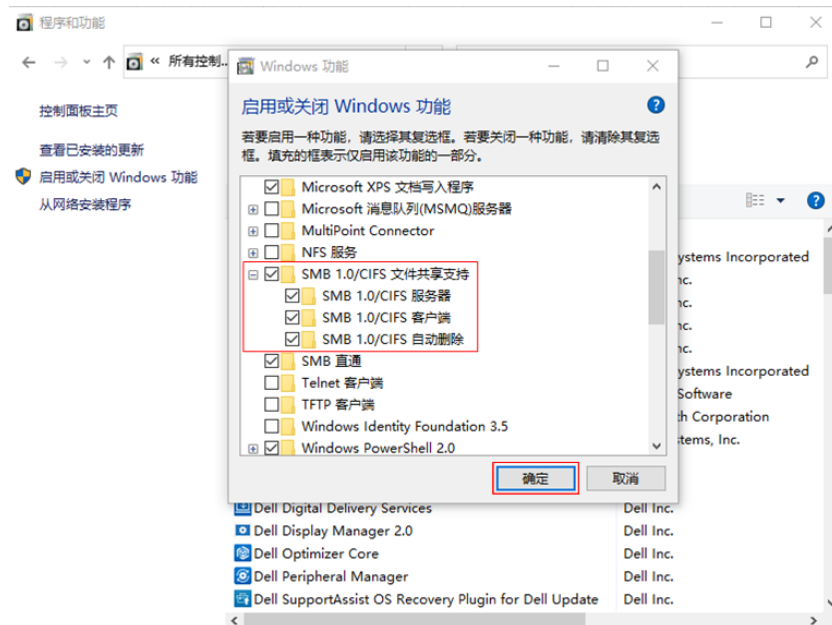 程序和功能
« 所有控制...
控制面板主页
查看已安装的更新
启用或关闭 Windows 功能
从网络安装程序
Windows 功能
启用或关闭 Windows 功能
若要启用一种功能，请选择其复选框。若要关闭一种功能，请清除其复选
框。填充的框表示仅启用该功能的一部分。
Microsoft XPS 文档写入程序
Microsoft 消息队列(MSMQ)服务器
MultiPoint Connector
NFS 服务
SMB 1.0/CIFS 文件共享支持
SMB 1.0/CIFS 服务器
SMB 1.0/CIFS 客户端
SMB 1.0/CIFS 自动删除
SMB 直通
Telnet 客户端
TFTP 客户端
Windows Identity Foundation 3.5
Windows PowerShell 2.0
确定
取消
ystems Incorporated
nc.
nc.
nc.
nc.
ystems Incorporated
Software
th Corporation
stems, Inc.
Dell Digital Delivery Services Dell Inc.
Dell Display Manager 2.0 Dell Inc.
Dell Optimizer Core Dell Inc.
Dell Peripheral Manager Dell Inc.
Dell SupportAssist OS Recovery Plugin for Dell Update Dell Inc.